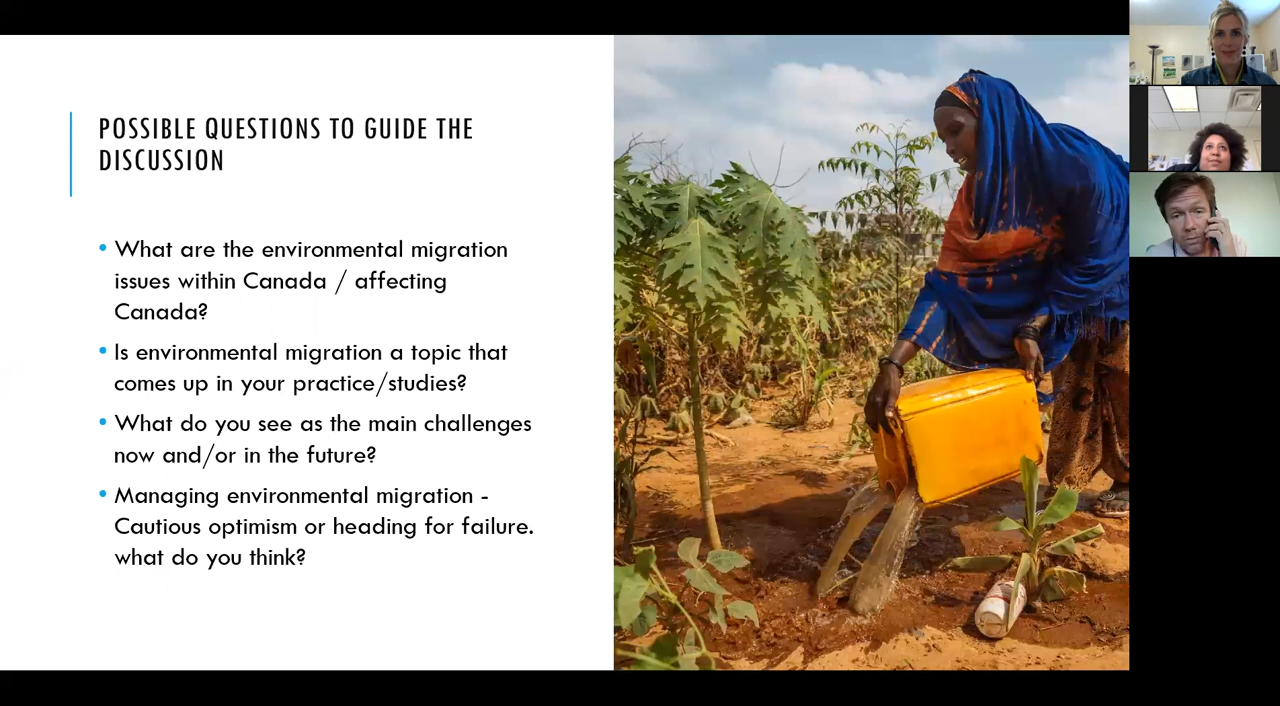 POSSIBLE QUESTIONS TO GUIDE THE
DISCUSSION
• What are the environmental migration
issues within Canada / affecting
Canada?
• Is environmental migration a topic that
comes up in your practice/studies?
• What do you see as the main challenges
now and/or in the future?
• Managing environmental migration -
Cautious optimism or heading for failure.
what do you think?